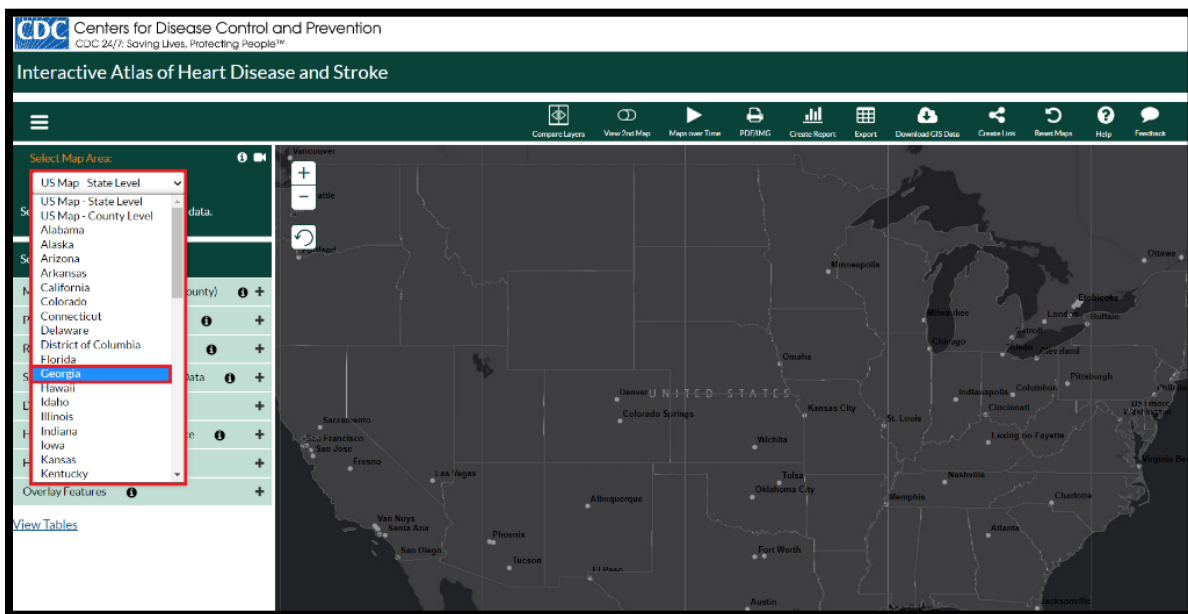 CDC
Centers for Disease Control and Prevention
CDC 24/7: Saving Lives, Protecting People™
Interactive Atlas of Heart Disease and Stroke
Compare Layers
View 2nd Map
Maps over Time
PDF/IMG
Create Report
Export
Download GIS Data
Create Link
Reset Maps
Help
Feedback
Select Map Area:
US Map - State Level
US Map - State Level
US Map - County Level
data.
Alabama
Alaska
Arizona
Arkansas
California
ounty)
Colorado
Connecticut
Delaware
District of Columbia
Florida
Georgia
Data
Hawaii
Idaho
Illinois
Indiana
Iowa
Kansas
Kentucky
Overlay Features
View Tables
Vancouver
attle
Minneapolis
Ottawa
Etobicoke
Milwaukee
London
Buffalo
Detroit
Chicago
Toledo
Cleveland
Omaha
Pittsburgh
UNITED STATES
Denver
Indianapolis
Columbus
Baltimore
Washington
Colorado Springs
Kansas City
St. Louis
Cincinnati
Sacramento
San Francisco
San Jose
Wichita
Lexington Fayette
Fresno
Las Vegas
Tulsa
Nashville
Oklahoma City
Albuquerque
Memphis
Charlotte
Van Nuys
Santa Ana
Phoenix
Atlanta
San Diego
Fort Worth
Tucson
El Paso
Austin
Jacksonville